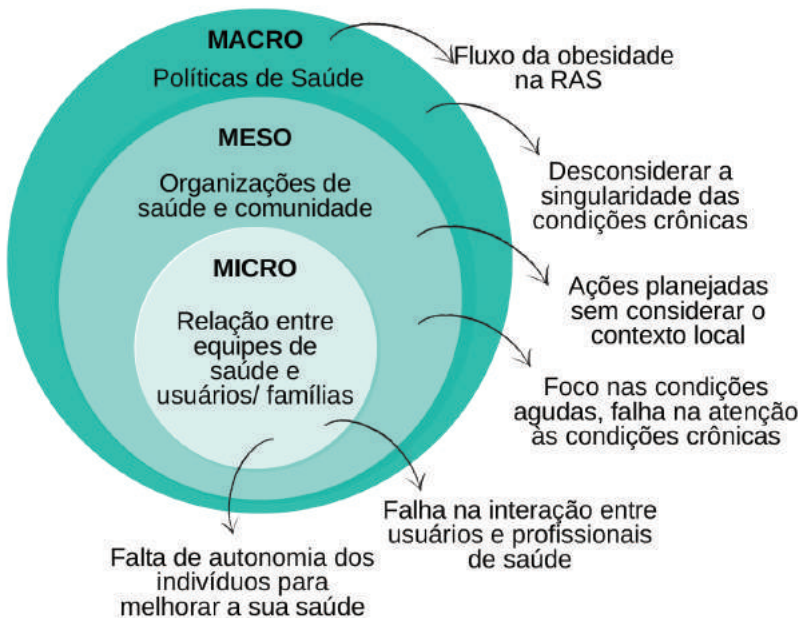 MACRO
Políticas de Saúde
MESO
Organizações de
saúde e comunidade
MICRO
Relação entre
equipes de
saúde e
usuários/ famílias
Fluxo da obesidade
na RAS
Desconsiderar a
singularidade das
condições crônicas
Ações planejadas
sem considerar o
contexto local
Foco nas condições
agudas, falha na atenção
às condições crônicas
Falha na interação entre
usuários e profissionais
de saúde
Falta de autonomia dos
indivíduos para
melhorar a sua saúde